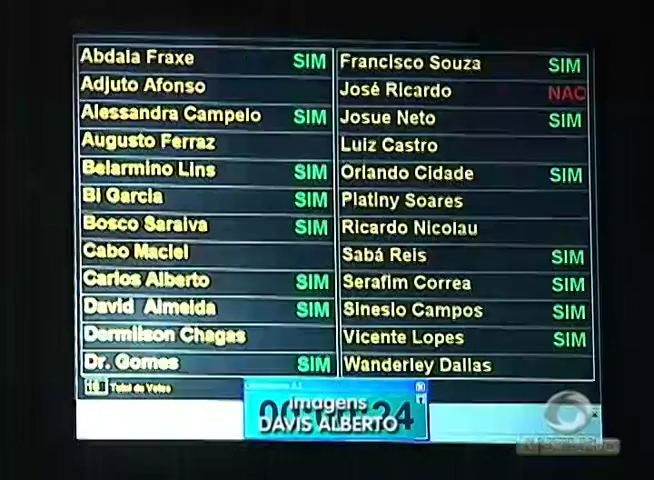 Abdala Fraxe SIM
Adjuto Afonso
Alessandra Campelo SIM
Augusto Ferraz
Belarmino Lins SIM
Bi Garcia SIM
Bosco Saraiva SIM
Cabo Maciel
Carlos Alberto SIM
David Almeida SIM
Dermilson Chagas
Dr. Gomes SIM
Total de Votos
Francisco Souza SIM
José Ricardo NAO
Josue Neto SIM
Luiz Castro
Orlando Cidade SIM
Platiny Soares
Ricardo Nicolau
Sabá Reis SIM
Serafim Correa SIM
Sinesio Campos SIM
Vicente Lopes SIM
Wanderley Dallas
Imagens
DAVIS ALBERTO